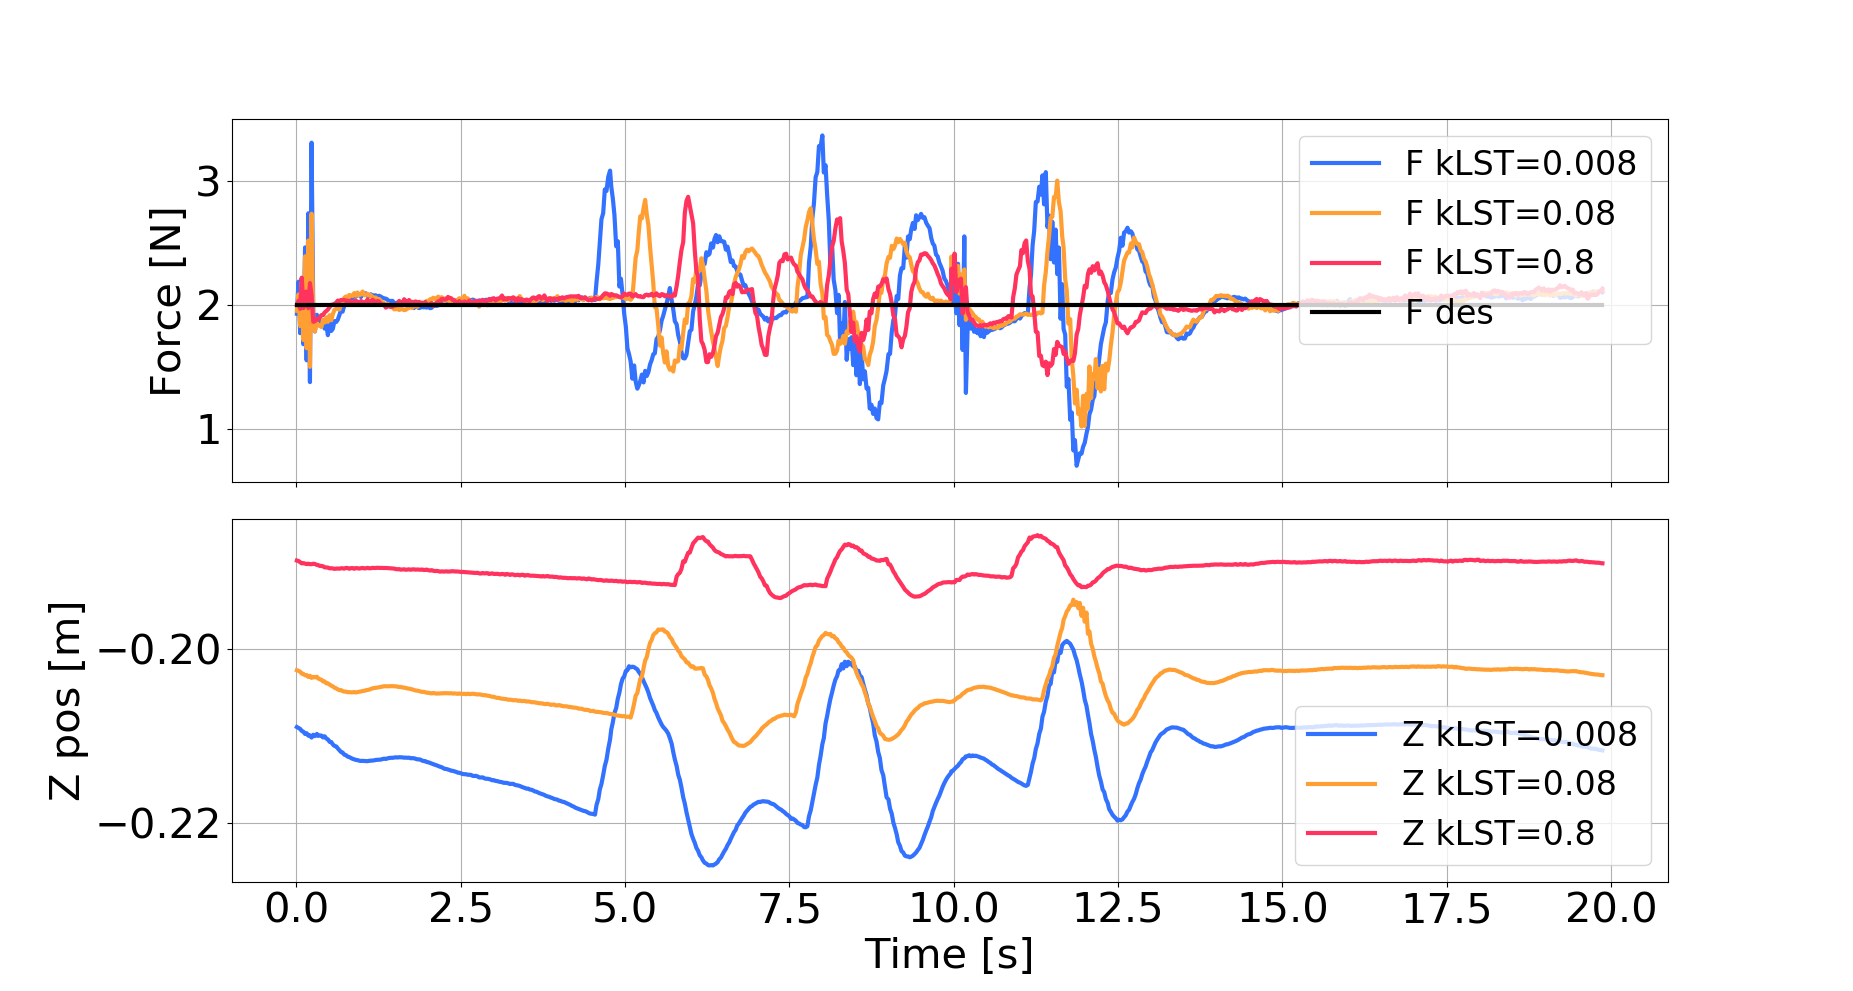 Force [N]
3
2
1
F kLST=0.008
F kLST=0.08
F kLST=0.8
F des
Z pos [m]
−0.20
−0.22
Z kLST=0.008
Z kLST=0.08
Z kLST=0.8
0.0 2.5 5.0 7.5 10.0 12.5 15.0 17.5 20.0
Time [s]